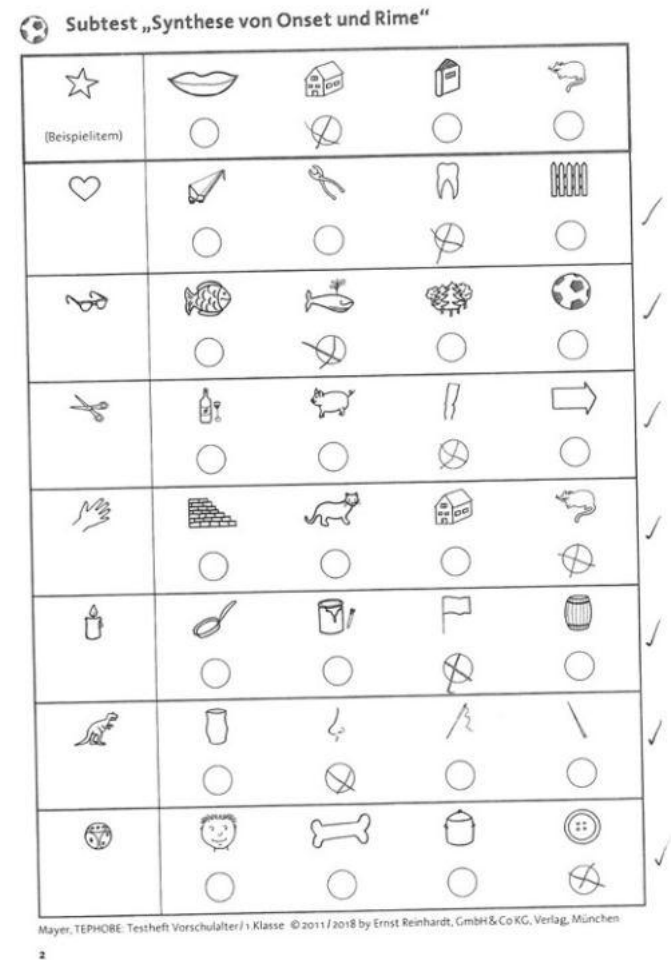 Subtest „Synthese von Onset und Rime“
(Beispielitem)
Mayer, TEPHOBE: Testheft Vorschulalter/1.Klasse © 2011/2018 by Ernst Reinhardt, GmbH & Co KG, Verlag, München
2